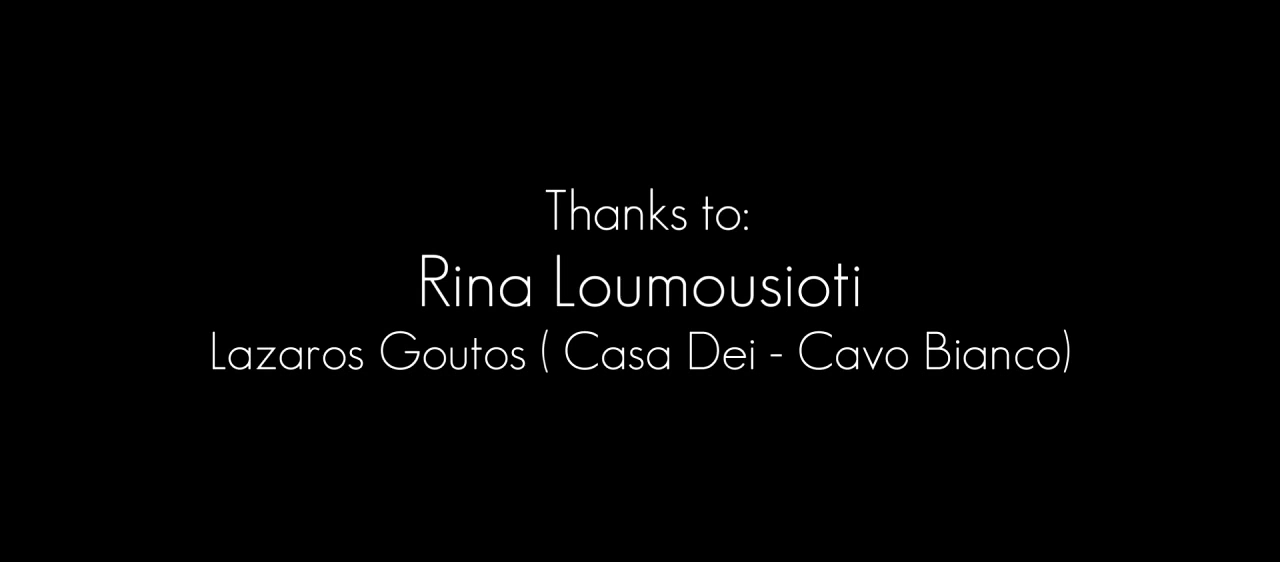 Thanks to:
Rina Loumousioti
Lazaros Goutos ( Casa Dei - Cavo Bianco)